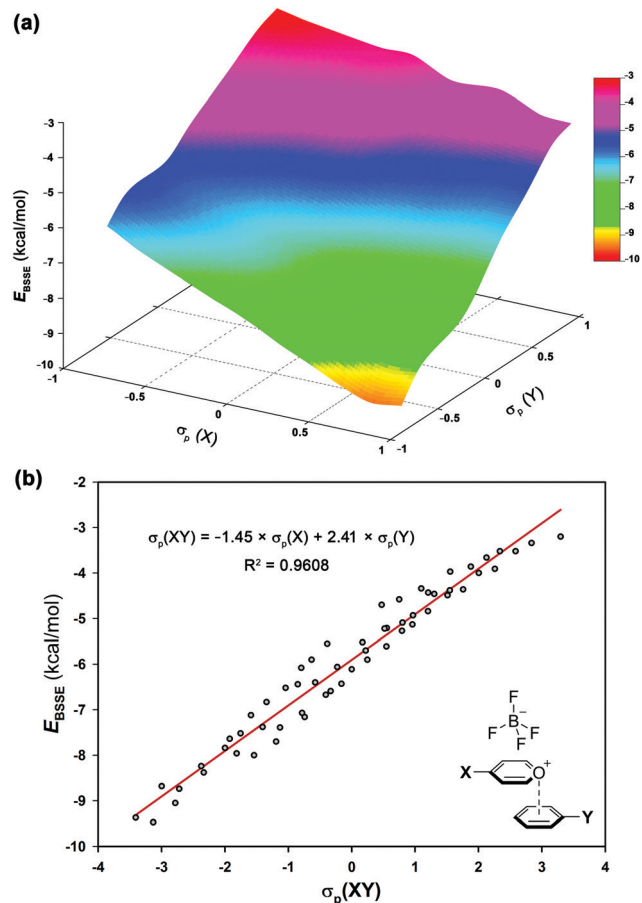 (a)
-3
-4
-5
-6
-7
-8
-9
-10
E_BSSE (kcal/mol)
-1
-0.5
0
0.5
1
σ_p (X)
-1
-0.5
0
0.5
1
σ_p (Y)
-3
-4
-5
-6
-7
-8
-9
-10
(b)
-2
-3
-4
-5
-6
-7
-8
-9
-10
E_BSSE (kcal/mol)
σ_p(XY) = -1.45 × σ_p(X) + 2.41 × σ_p(Y)
R² = 0.9608
F
B⁻
F
F
F
X
O⁺
Y
-4 -3 -2 -1 0 1 2 3 4
σ_p(XY)